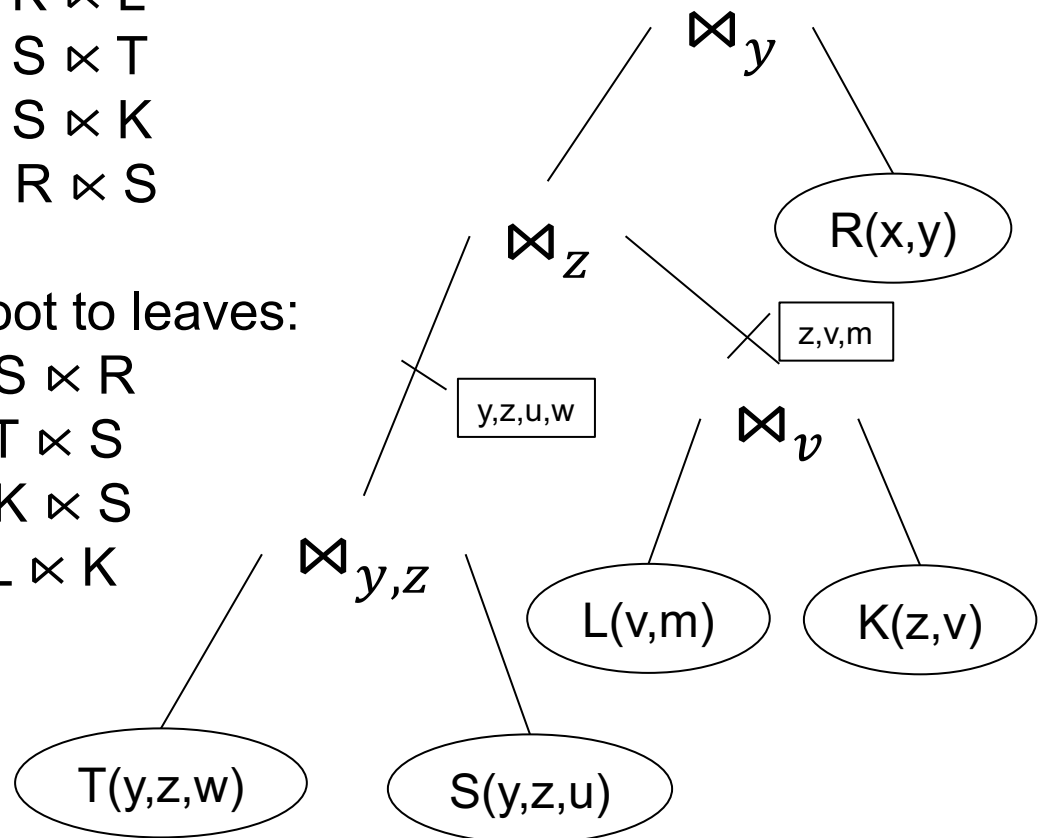 ⋉ L
S ⋉ T
S ⋉ K
R ⋉ S
oot to leaves:
S ⋉ R
T ⋉ S
K ⋉ S
L ⋉ K
⋈y
R(x,y)
⋈z
z,v,m
y,z,u,w
⋈v
⋈y,z
L(v,m)
K(z,v)
T(y,z,w)
S(y,z,u)